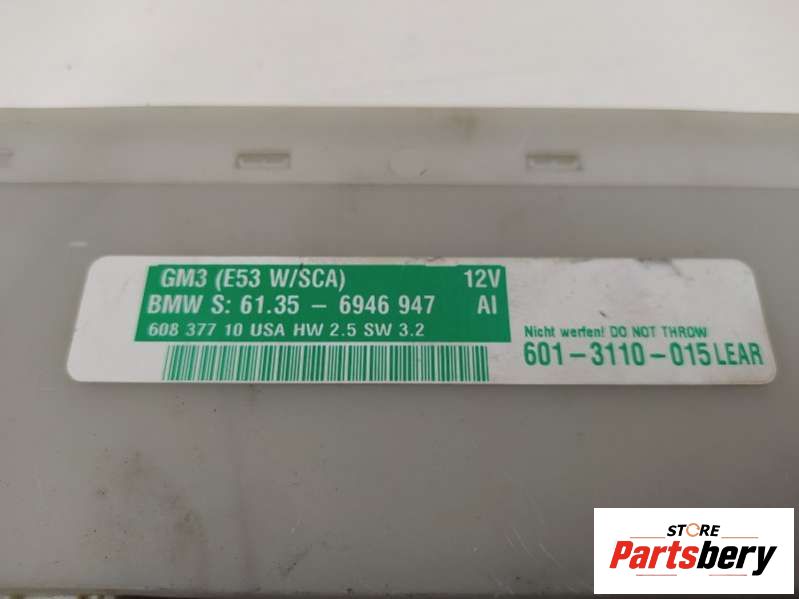 GM3 (E53 W/SCA) 12V
BMW S: 61.35 - 6946 947 AI
608 377 10 USA HW 2.5 SW 3.2
Nicht werfen! DO NOT THROW
601-3110-015 LEAR
STORE
Partsbery